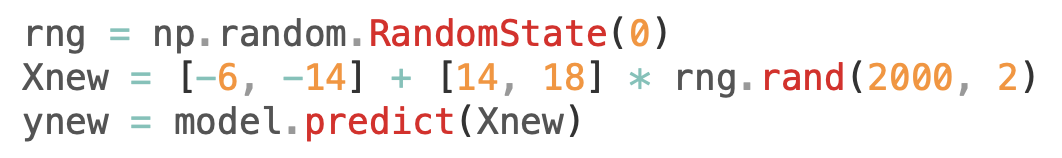 rng = np.random.RandomState(0)
Xnew = [-6, -14] + [14, 18] * rng.rand(2000, 2)
ynew = model.predict(Xnew)